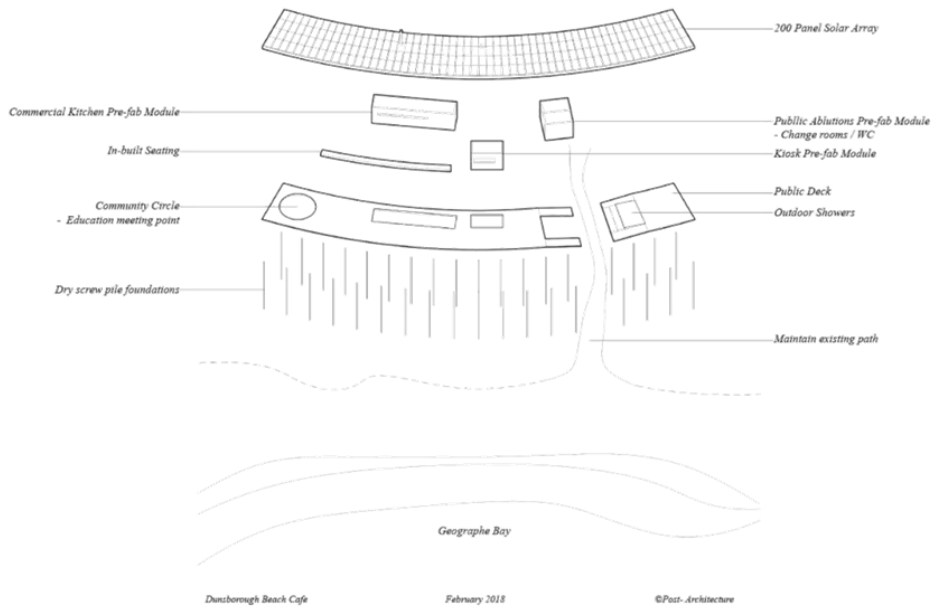 200 Panel Solar Array
Commercial Kitchen Pre-fab Module
Publlic Ablutions Pre-fab Module
- Change rooms / WC
In-built Seating
Kiosk Pre-fab Module
Community Circle
- Education meeting point
Public Deck
Outdoor Showers
Dry screw pile foundations
Maintain existing path
Geographe Bay
Dunsborough Beach Cafe
February 2018
©Post- Architecture